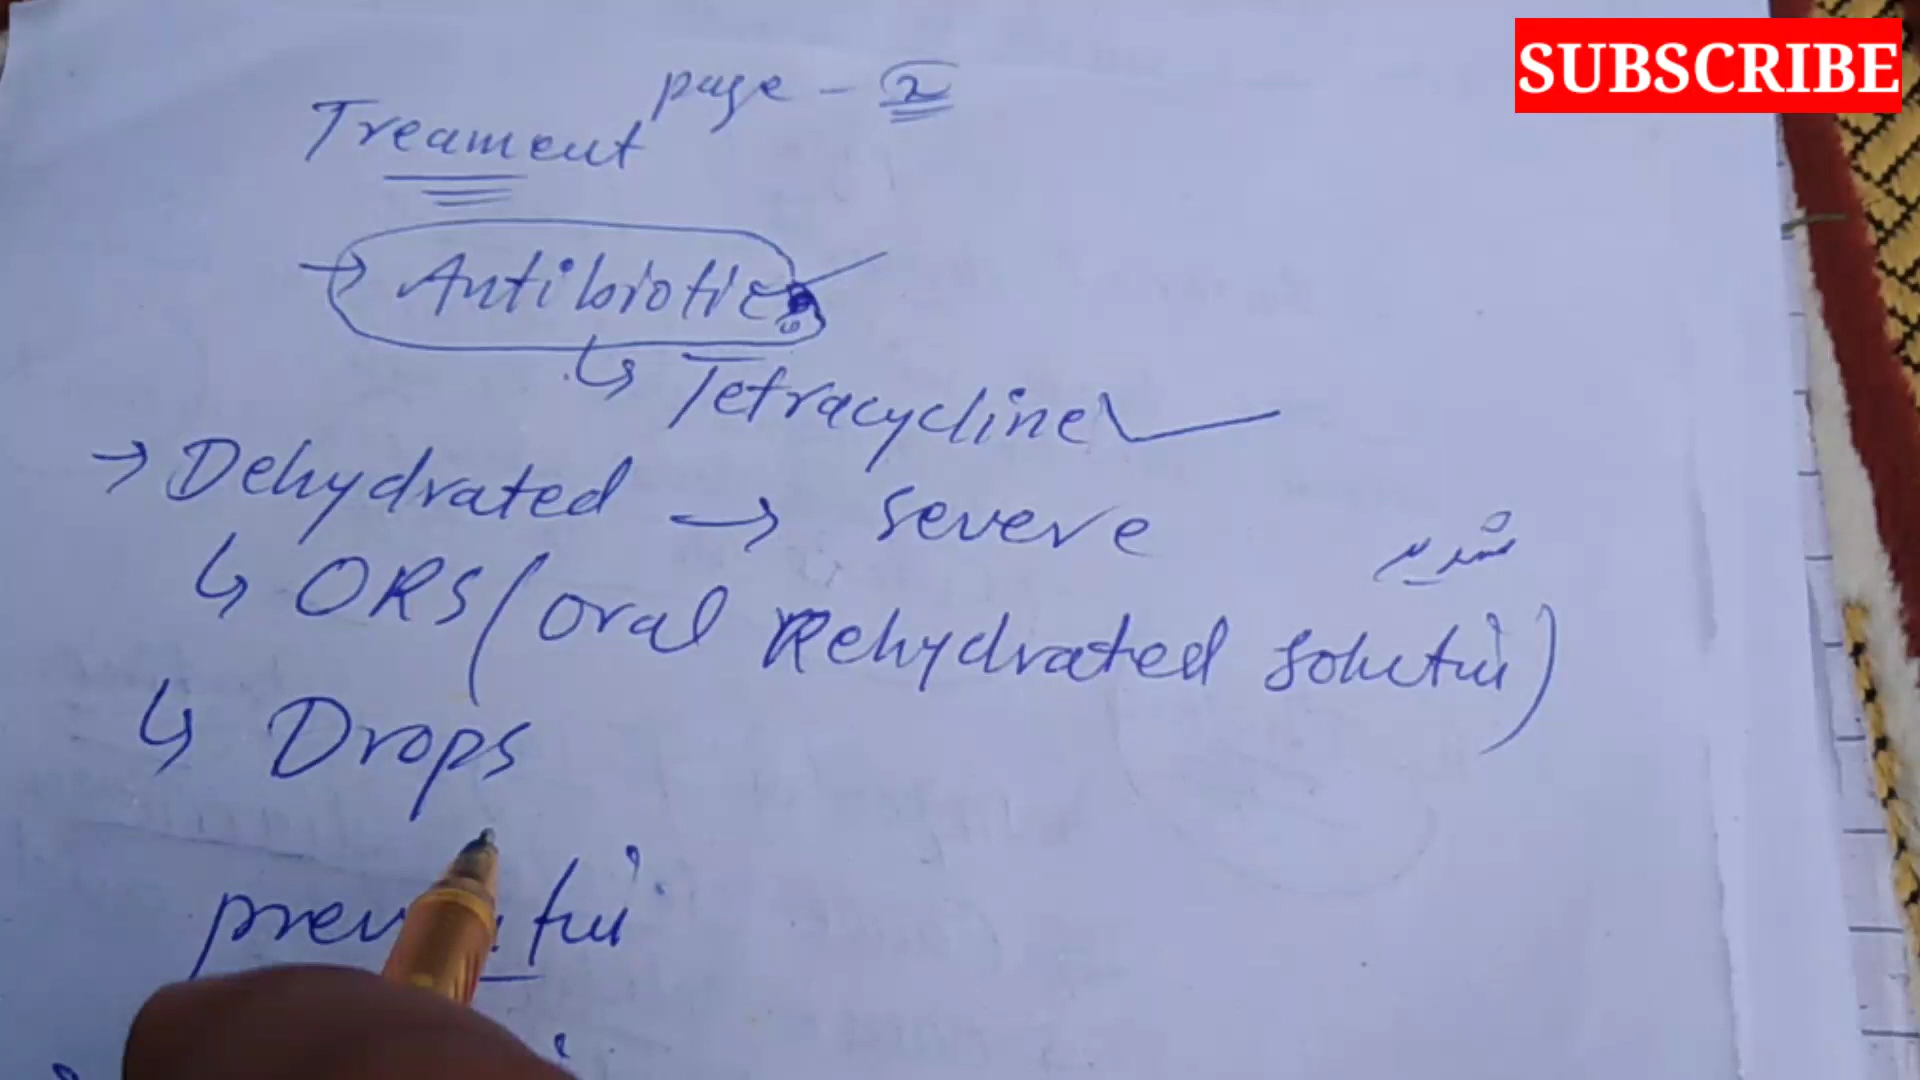 SUBSCRIBE
page - 2
Treament
→ Antibiotics
↳ Tetracycline
→ Dehydrated → severe شدید
↳ ORS (oral Rehydrated solution)
↳ Drops